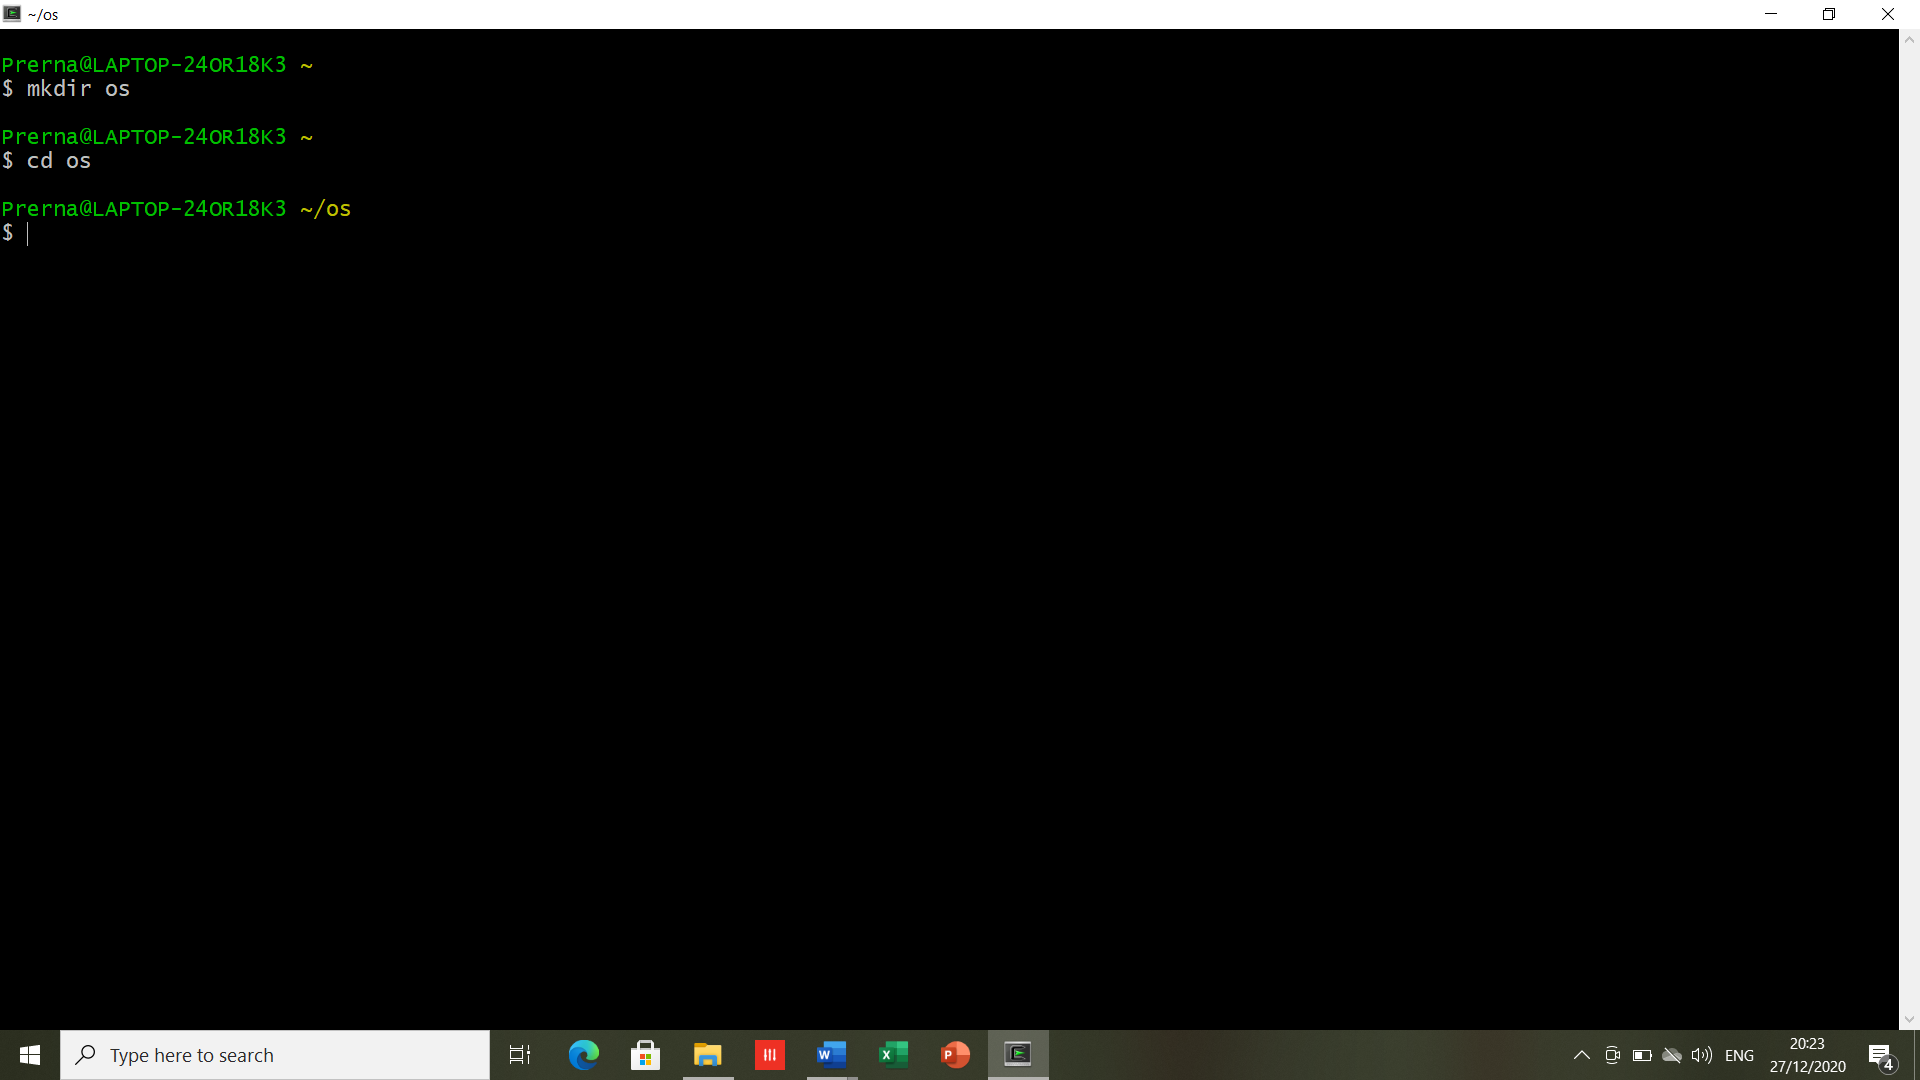 ~/os
Prerna@LAPTOP-24OR18K3 ~
$ mkdir os
Prerna@LAPTOP-24OR18K3 ~
$ cd os
Prerna@LAPTOP-24OR18K3 ~/os
$
Type here to search
W
X
P
ENG
20:23
27/12/2020
4